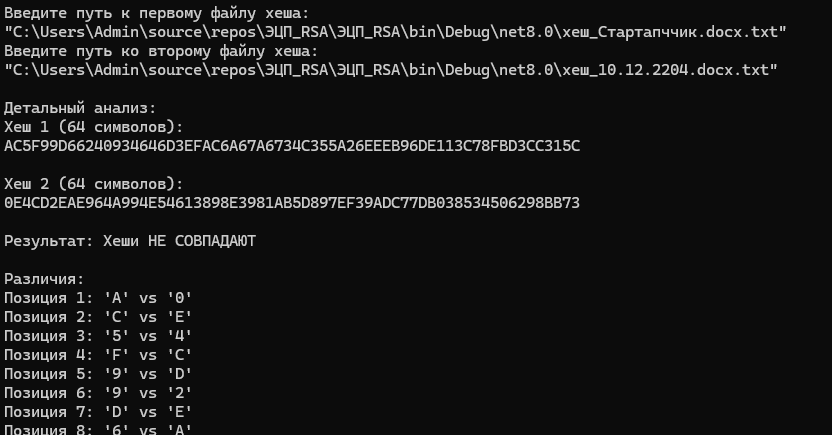 Введите путь к первому файлу хеша:
"C:\Users\Admin\source\repos\ЭЦП_RSA\ЭЦП_RSA\bin\Debug\net8.0\хеш_Стартапччик.docx.txt"
Введите путь ко второму файлу хеша:
"C:\Users\Admin\source\repos\ЭЦП_RSA\ЭЦП_RSA\bin\Debug\net8.0\хеш_10.12.2204.docx.txt"
Детальный анализ:
Хеш 1 (64 символов):
AC5F99D66240934646D3EFAC6A67A6734C355A26EEEB96DE113C78FBD3CC315C
Хеш 2 (64 символов):
0E4CD2EAE964A994E54613898E3981AB5D897EF39ADC77DB038534506298BB73
Результат: Хеши НЕ СОВПАДАЮТ
Различия:
Позиция 1: 'A' vs '0'
Позиция 2: 'C' vs 'E'
Позиция 3: '5' vs '4'
Позиция 4: 'F' vs 'C'
Позиция 5: '9' vs 'D'
Позиция 6: '9' vs '2'
Позиция 7: 'D' vs 'E'
Позиция 8: '6' vs 'A'